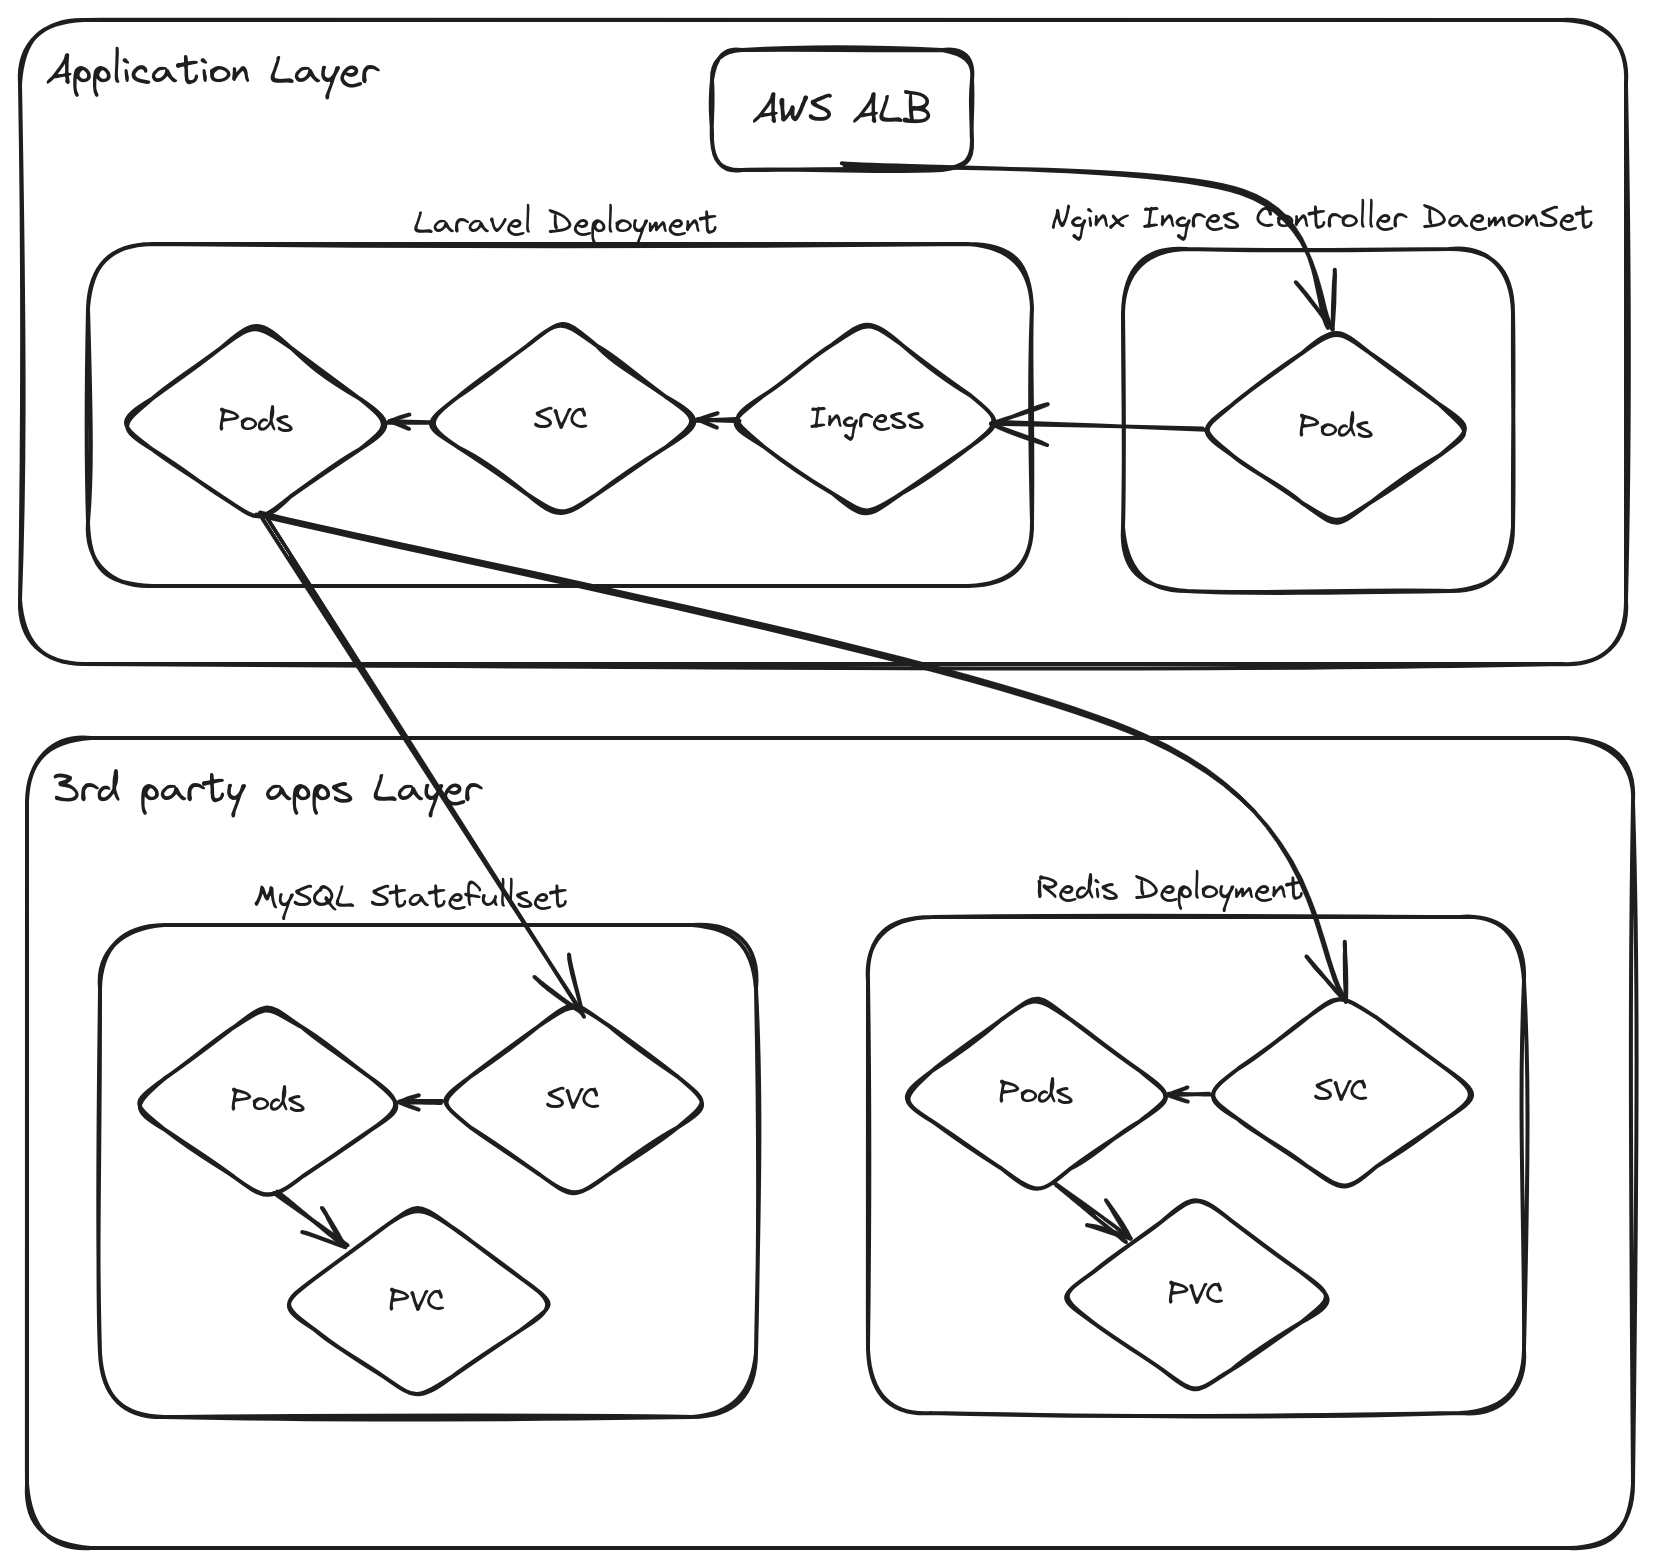 Application Layer
AWS ALB
Laravel Deployment
Nginx Ingres Controller DaemonSet
Pods
SVC
Ingress
Pods
3rd party apps Layer
MySQL Statefullset
Redis Deployment
Pods
SVC
Pods
SVC
PVC
PVC